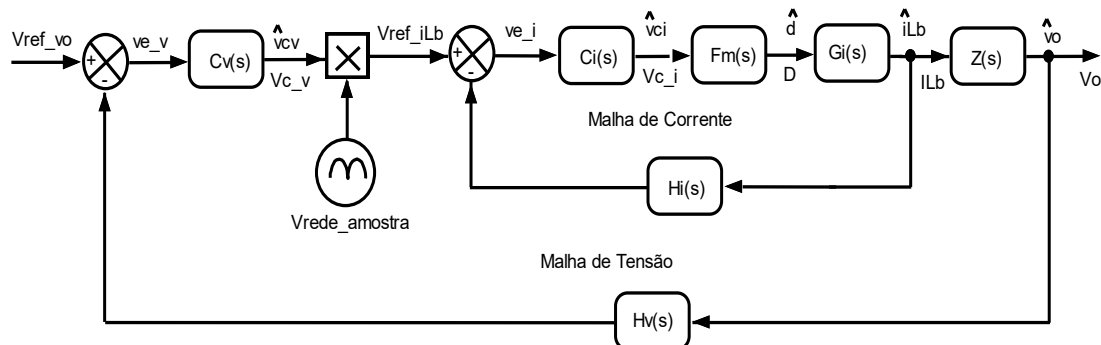 Vref_vo
+
-
ve_v
Cv(s)
^
vcv
Vc_v
Vrede_amostra
Vref_iLb
+
-
ve_i
Ci(s)
^
vci
Vc_i
Fm(s)
^
d
D
Gi(s)
^
iLb
ILb
Z(s)
^
vo
Vo
Malha de Corrente
Hi(s)
Malha de Tensão
Hv(s)